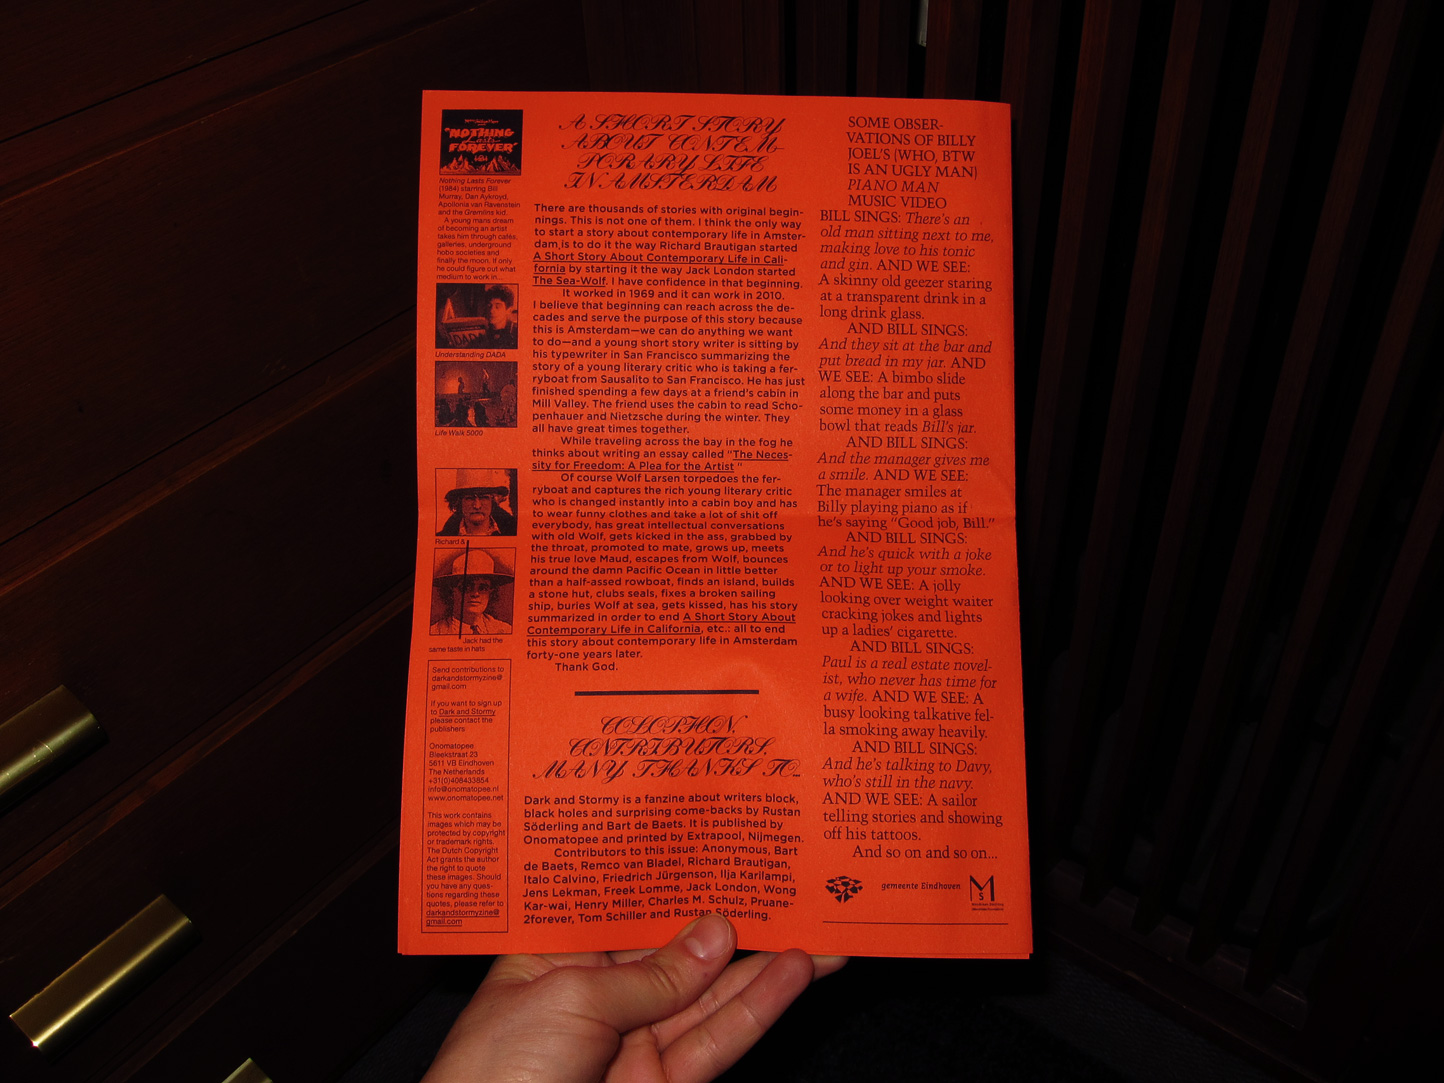 "NOTHING
Lasts
FOREVER"
Nothing Lasts Forever
(1984) starring Bill
Murray, Dan Aykroyd,
Apollonia van Ravenstein
and the Gremlins kid.
A young mans dream
of becoming an artist
takes him through cafés,
galleries, underground
hobo societies and
finally the moon. If only
he could figure out what
medium to work in...
DADA
Understanding DADA
Life Walk 5000
Richard &
Jack had the
same taste in hats
Send contributions to
darkandstormyzine@
gmail.com
If you want to sign up
to Dark and Stormy
please contact the
publishers
Onomatopee
Bleekstraat 23
5611 VB Eindhoven
The Netherlands
+31(0)408433854
info@onomatopee.nl
www.onomatopee.net
This work contains
images which may be
protected by copyright
or trademark rights.
The Dutch Copyright
Act grants the author
the right to quote
these images. Should
you have any ques-
tions regarding these
quotes, please refer to
darkandstormyzine@
gmail.com
A SHORT STORY
ABOUT CONTEM-
PORARY LIFE
IN AMSTERDAM
There are thousands of stories with original begin-
nings. This is not one of them. I think the only way
to start a story about contemporary life in Amster-
dam,is to do it the way Richard Brautigan started
A Short Story About Contemporary Life in Cali-
fornia by starting it the way Jack London started
The Sea-Wolf. I have confidence in that beginning.
It worked in 1969 and it can work in 2010.
I believe that beginning can reach across the de-
cades and serve the purpose of this story because
this is Amsterdam—we can do anything we want
to do—and a young short story writer is sitting by
his typewriter in San Francisco summarizing the
story of a young literary critic who is taking a fer-
ryboat from Sausalito to San Francisco. He has just
finished spending a few days at a friend's cabin in
Mill Valley. The friend uses the cabin to read Scho-
penhauer and Nietzsche during the winter. They
all have great times together.
While traveling across the bay in the fog he
thinks about writing an essay called "The Neces-
sity for Freedom: A Plea for the Artist "
Of course Wolf Larsen torpedoes the fer-
ryboat and captures the rich young literary critic
who is changed instantly into a cabin boy and has
to wear funny clothes and take a lot of shit off
everybody, has great intellectual conversations
with old Wolf, gets kicked in the ass, grabbed by
the throat, promoted to mate, grows up, meets
his true love Maud, escapes from Wolf, bounces
around the damn Pacific Ocean in little better
than a half-assed rowboat, finds an island, builds
a stone hut, clubs seals, fixes a broken sailing
ship, buries Wolf at sea, gets kissed, has his story
summarized in order to end A Short Story About
Contemporary Life in California, etc.: all to end
this story about contemporary life in Amsterdam
forty-one years later.
Thank God.
COLOPHON,
CONTRIBUTORS,
MANY THANKS TO...
Dark and Stormy is a fanzine about writers block,
black holes and surprising come-backs by Rustan
Söderling and Bart de Baets. It is published by
Onomatopee and printed by Extrapool, Nijmegen.
Contributors to this issue: Anonymous, Bart
de Baets, Remco van Bladel, Richard Brautigan,
Italo Calvino, Friedrich Jürgenson, Ilja Karilampi,
Jens Lekman, Freek Lomme, Jack London, Wong
Kar-wai, Henry Miller, Charles M. Schulz, Pruane-
2forever, Tom Schiller and Rustan Söderling.
SOME OBSER-
VATIONS OF BILLY
JOEL'S (WHO, BTW
IS AN UGLY MAN)
PIANO MAN
MUSIC VIDEO
BILL SINGS: There's an
old man sitting next to me,
making love to his tonic
and gin. AND WE SEE:
A skinny old geezer staring
at a transparent drink in a
long drink glass.
AND BILL SINGS:
And they sit at the bar and
put bread in my jar. AND
WE SEE: A bimbo slide
along the bar and puts
some money in a glass
bowl that reads Bill's jar.
AND BILL SINGS:
And the manager gives me
a smile. AND WE SEE:
The manager smiles at
Billy playing piano as if
he's saying "Good job, Bill."
AND BILL SINGS:
And he's quick with a joke
or to light up your smoke.
AND WE SEE: A jolly
looking over weight waiter
cracking jokes and lights
up a ladies' cigarette.
AND BILL SINGS:
Paul is a real estate novel-
ist, who never has time for
a wife. AND WE SEE: A
busy looking talkative fel-
la smoking away heavily.
AND BILL SINGS:
And he's talking to Davy,
who's still in the navy.
AND WE SEE: A sailor
telling stories and showing
off his tattoos.
And so on and so on...
gemeente Eindhoven
M
S